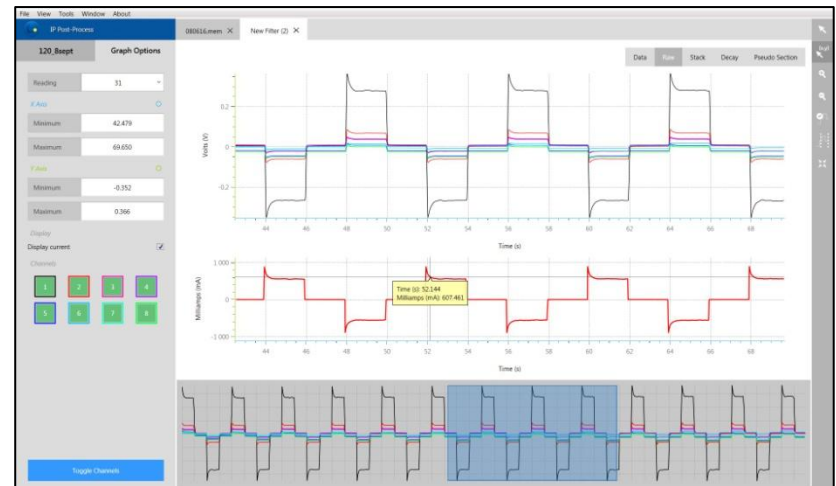 File View Tools Window About
IP Post-Process
080616.mem X New Filter (2) X
120_8sept Graph Options
Data Raw Stack Decay Pseudo Section
Reading 31
X Axis
Minimum 42.479
Maximum 69.650
Y Axis
Minimum -0.352
Maximum 0.366
Display
Display current
Channels
1 2 3 4
5 6 7 8
Toggle Channels
Volts (V)
0.2
0
-0.2
44 46 48 50 52 54 56 58 60 62 64 66 68
Time (s)
Milliamps (mA)
1 000
0
-1 000
Time (s): 52.144
Milliamps (mA): 607.461
44 46 48 50 52 54 56 58 60 62 64 66 68
Time (s)